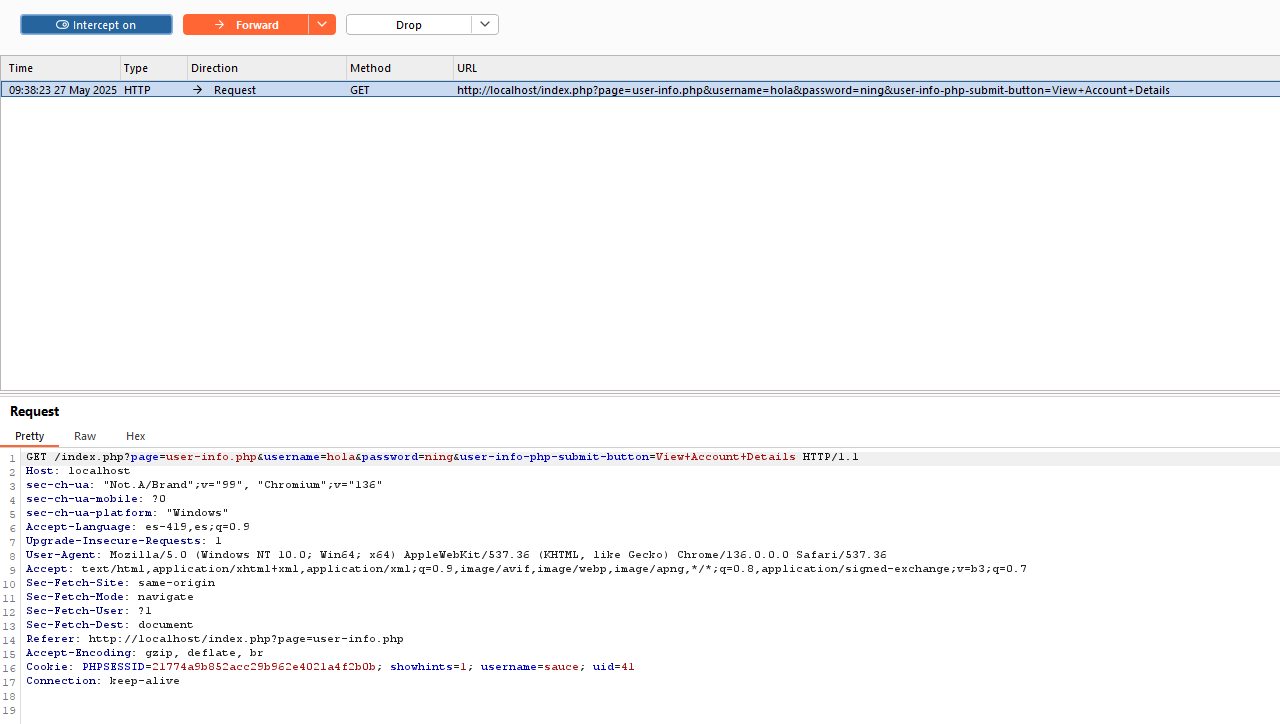 Intercept on Forward Drop
Time Type Direction Method URL
09:38:23 27 May 2025 HTTP → Request GET http://localhost/index.php?page=user-info.php&username=hola&password=ning&user-info-php-submit-button=View+Account+Details
Request
Pretty Raw Hex
1 GET /index.php?page=user-info.php&username=hola&password=ning&user-info-php-submit-button=View+Account+Details HTTP/1.1
2 Host: localhost
3 sec-ch-ua: "Not.A/Brand";v="99", "Chromium";v="136"
4 sec-ch-ua-mobile: ?0
5 sec-ch-ua-platform: "Windows"
6 Accept-Language: es-419,es;q=0.9
7 Upgrade-Insecure-Requests: 1
8 User-Agent: Mozilla/5.0 (Windows NT 10.0; Win64; x64) AppleWebKit/537.36 (KHTML, like Gecko) Chrome/136.0.0.0 Safari/537.36
9 Accept: text/html,application/xhtml+xml,application/xml;q=0.9,image/avif,image/webp,image/apng,*/*;q=0.8,application/signed-exchange;v=b3;q=0.7
10 Sec-Fetch-Site: same-origin
11 Sec-Fetch-Mode: navigate
12 Sec-Fetch-User: ?1
13 Sec-Fetch-Dest: document
14 Referer: http://localhost/index.php?page=user-info.php
15 Accept-Encoding: gzip, deflate, br
16 Cookie: PHPSESSID=21774a9b852acc29b962e4021a4f2b0b; showhints=1; username=sauce; uid=41
17 Connection: keep-alive
18
19